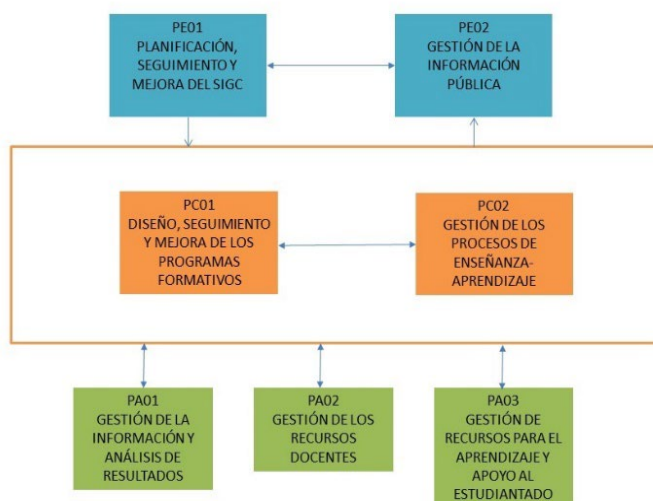 PE01
PLANIFICACIÓN,
SEGUIMIENTO Y
MEJORA DEL SIGC
PE02
GESTIÓN DE LA
INFORMACIÓN
PÚBLICA
PC01
DISEÑO, SEGUIMIENTO
Y MEJORA DE LOS
PROGRAMAS
FORMATIVOS
PC02
GESTIÓN DE LOS
PROCESOS DE
ENSEÑANZA-
APRENDIZAJE
PA01
GESTIÓN DE LA
INFORMACIÓN Y
ANÁLISIS DE
RESULTADOS
PA02
GESTIÓN DE LOS
RECURSOS
DOCENTES
PA03
GESTIÓN DE
RECURSOS PARA EL
APRENDIZAJE Y
APOYO AL
ESTUDIANTADO